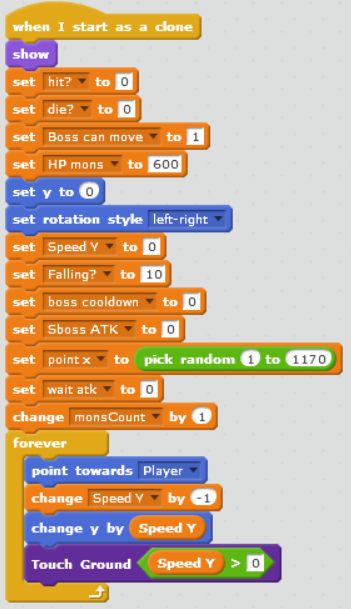 when I start as a clone
show
set hit? to 0
set die? to 0
set Boss can move to 1
set HP mons to 600
set y to 0
set rotation style left-right
set Speed Y to 0
set Falling? to 10
set boss cooldown to 0
set Sboss ATK to 0
set point x to pick random 1 to 1170
set wait atk to 0
change monsCount by 1
forever
point towards Player
change Speed Y by -1
change y by Speed Y
Touch Ground Speed Y > 0